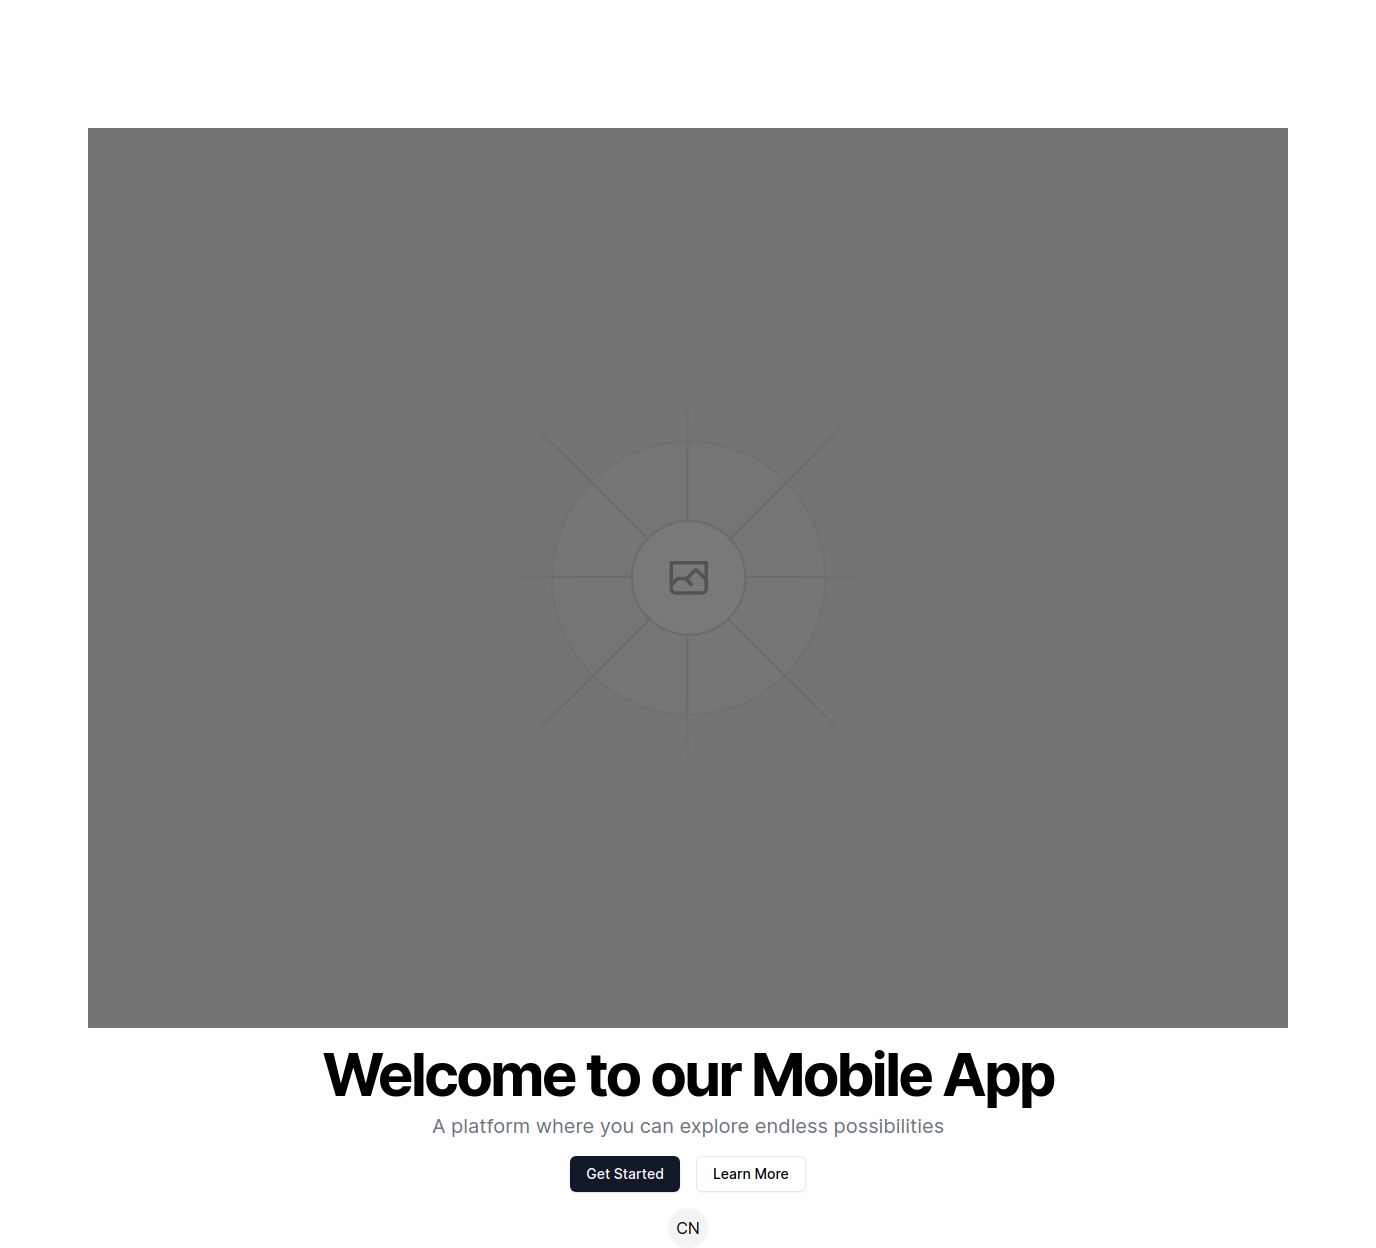 Welcome to our Mobile App
A platform where you can explore endless possibilities
Get Started
Learn More
CN